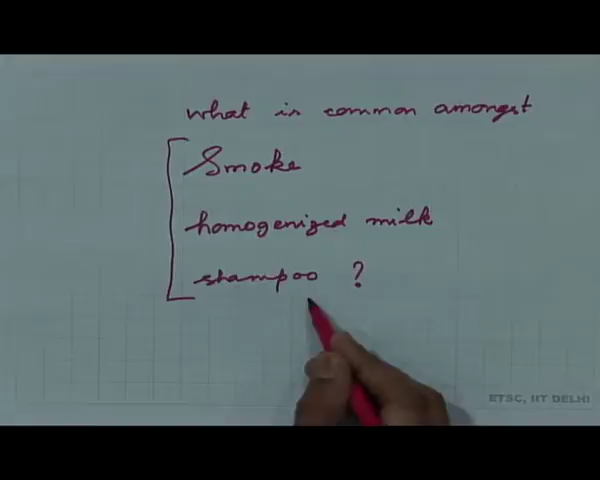 what is common amongst
Smoke
homogenized milk
shampoo ?
ETSC, IIT DELHI